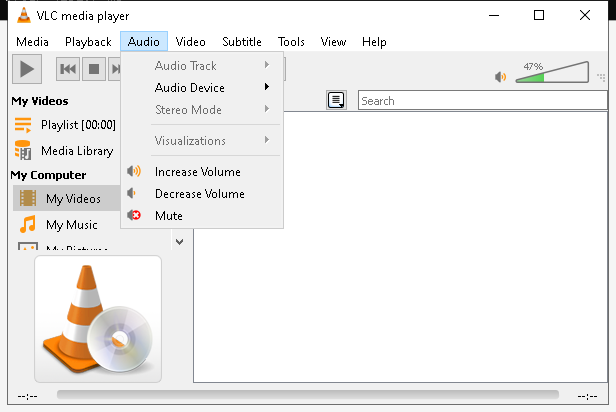 VLC media player
Media Playback Audio Video Subtitle Tools View Help
Audio Track
Audio Device
Stereo Mode
Visualizations
Increase Volume
Decrease Volume
Mute
47%
Search
My Videos
Playlist [00:00]
Media Library
My Computer
My Videos
My Music
My Pictures
--:-- --:--